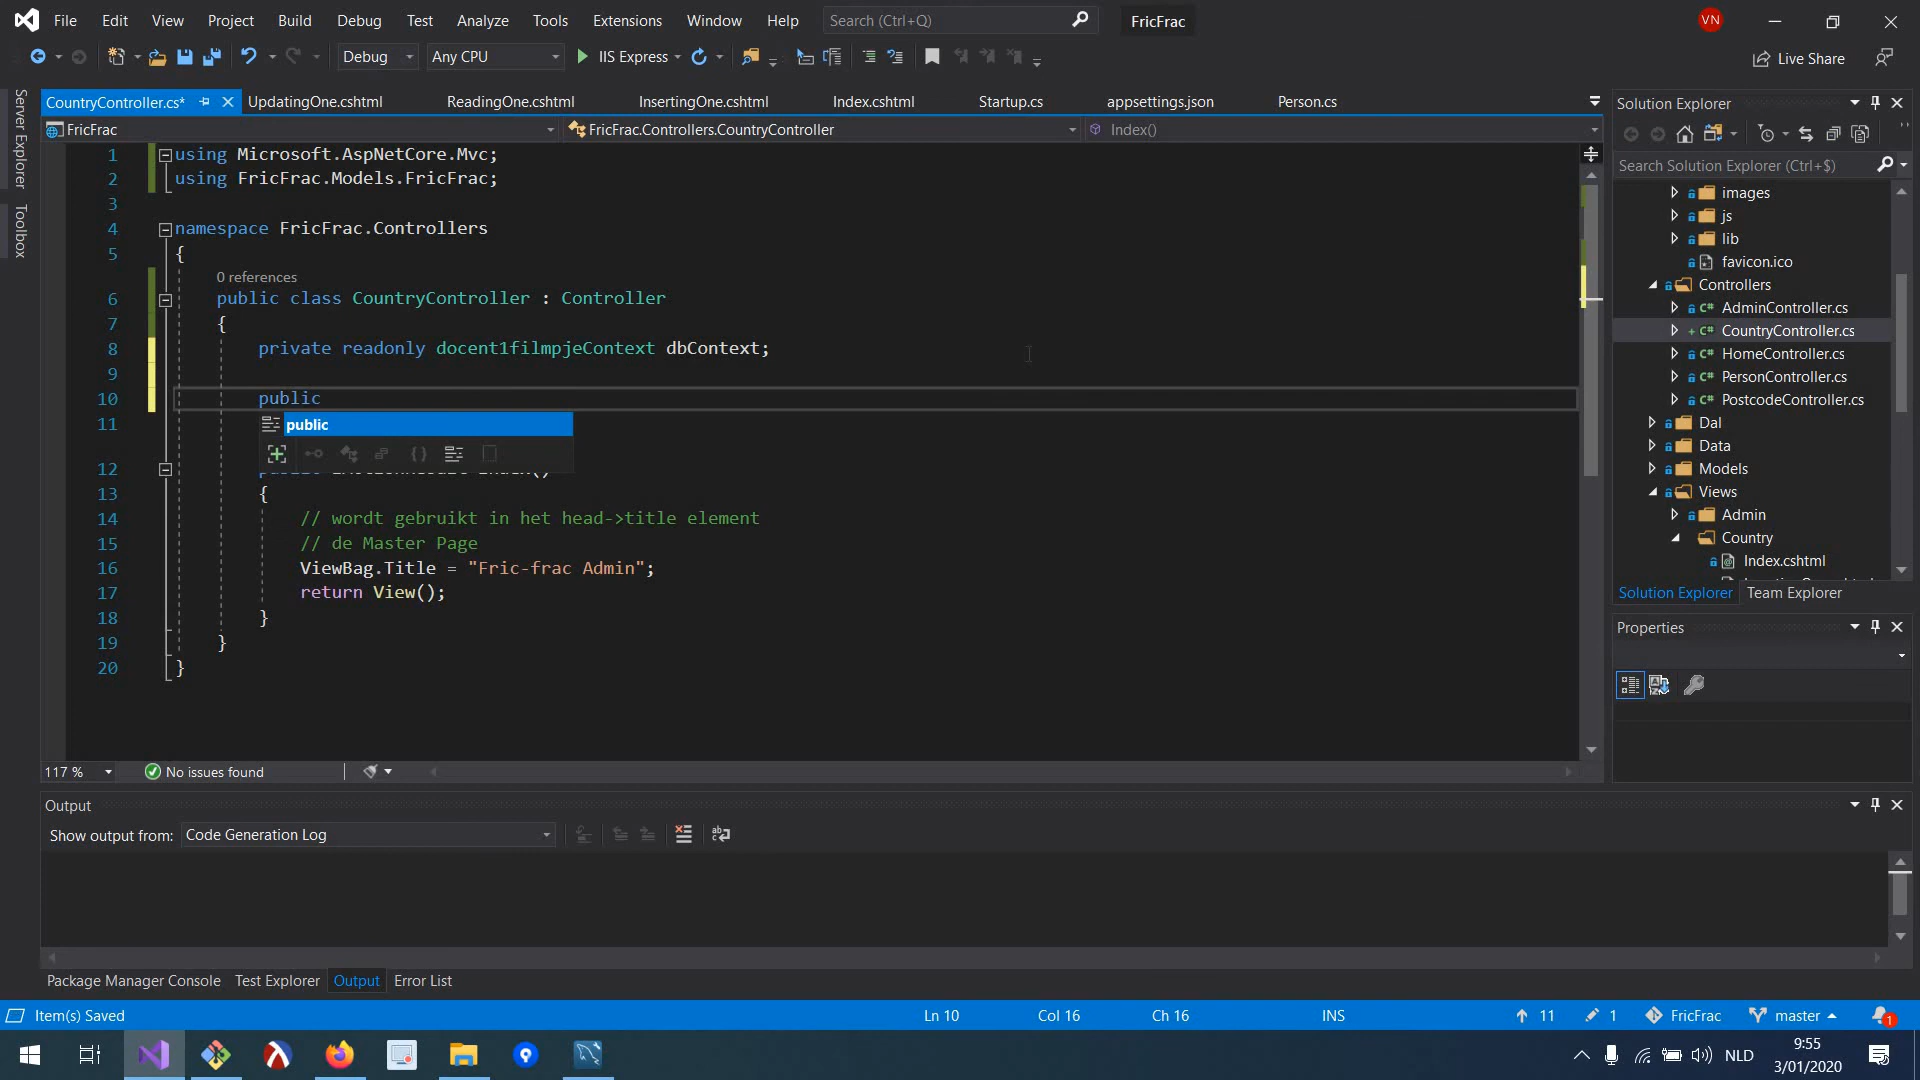 File Edit View Project Build Debug Test Analyze Tools Extensions Window Help Search (Ctrl+Q) FricFrac VN
Debug Any CPU IIS Express Live Share
CountryController.cs* UpdatingOne.cshtml ReadingOne.cshtml InsertingOne.cshtml Index.cshtml Startup.cs appsettings.json Person.cs
FricFrac FricFrac.Controllers.CountryController Index()
Server Explorer
Toolbox
1 using Microsoft.AspNetCore.Mvc;
2 using FricFrac.Models.FricFrac;
3
4 namespace FricFrac.Controllers
5 {
0 references
6 public class CountryController : Controller
7 {
8 private readonly docent1filmpjeContext dbContext;
9
10 public
11
public
12
13 {
14 // wordt gebruikt in het head->title element
15 // de Master Page
16 ViewBag.Title = "Fric-frac Admin";
17 return View();
18 }
19 }
20 }
117 % No issues found
Output
Show output from: Code Generation Log
Package Manager Console Test Explorer Output Error List
Solution Explorer
Search Solution Explorer (Ctrl+$)
images
js
lib
favicon.ico
Controllers
C# AdminController.cs
C# CountryController.cs
C# HomeController.cs
C# PersonController.cs
C# PostcodeController.cs
Dal
Data
Models
Views
Admin
Country
Index.cshtml
Solution Explorer Team Explorer
Properties
Item(s) Saved Ln 10 Col 16 Ch 16 INS 11 1 FricFrac master 1
NLD 9:55
3/01/2020